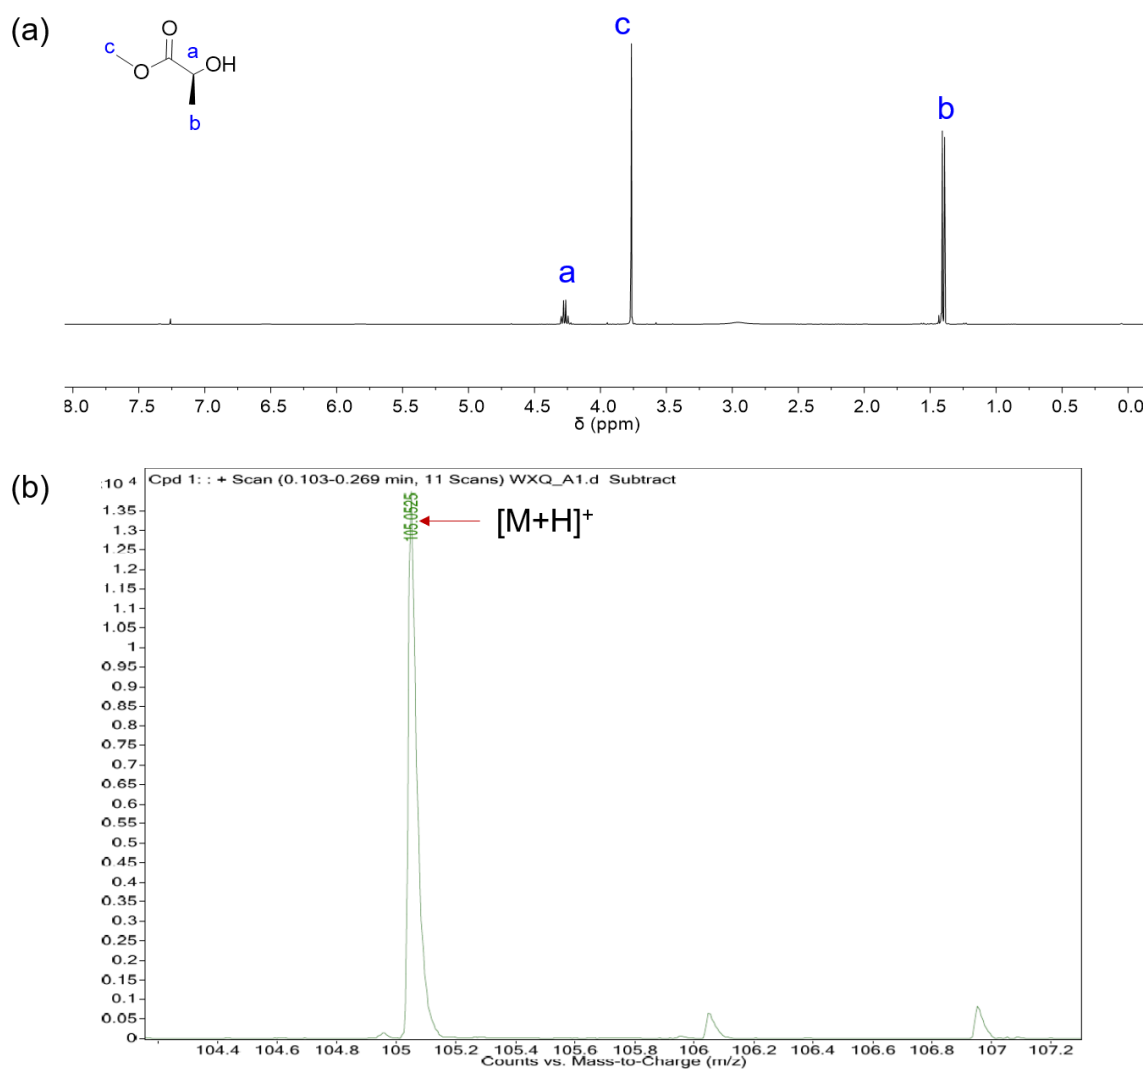 (a)
O
c
a
OH
O
b
c
b
a
8.0 7.5 7.0 6.5 6.0 5.5 5.0 4.5 4.0 3.5 3.0 2.5 2.0 1.5 1.0 0.5 0.0
δ (ppm)
(b)
:10 4
Cpd 1: : + Scan (0.103-0.269 min, 11 Scans) WXQ_A1.d Subtract
105.0525
[M+H]+
1.35
1.3
1.25
1.2
1.15
1.1
1.05
1
0.95
0.9
0.85
0.8
0.75
0.7
0.65
0.6
0.55
0.5
0.45
0.4
0.35
0.3
0.25
0.2
0.15
0.1
0.05
0
104.4 104.6 104.8 105 105.2 105.4 105.6 105.8 106 106.2 106.4 106.6 106.8 107 107.2
Counts vs. Mass-to-Charge (m/z)